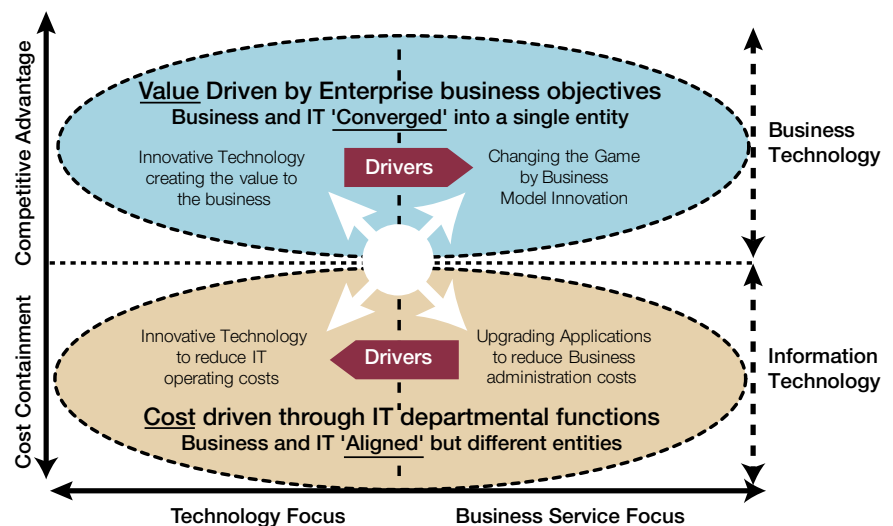 Competitive Advantage
Cost Containment
Value Driven by Enterprise business objectives
Business and IT 'Converged' into a single entity
Innovative Technology
creating the value to
the business
Drivers
Changing the Game
by Business
Model Innovation
Business
Technology
Innovative Technology
to reduce IT
operating costs
Drivers
Upgrading Applications
to reduce Business
administration costs
Information
Technology
Cost driven through IT departmental functions
Business and IT 'Aligned' but different entities
Technology Focus
Business Service Focus